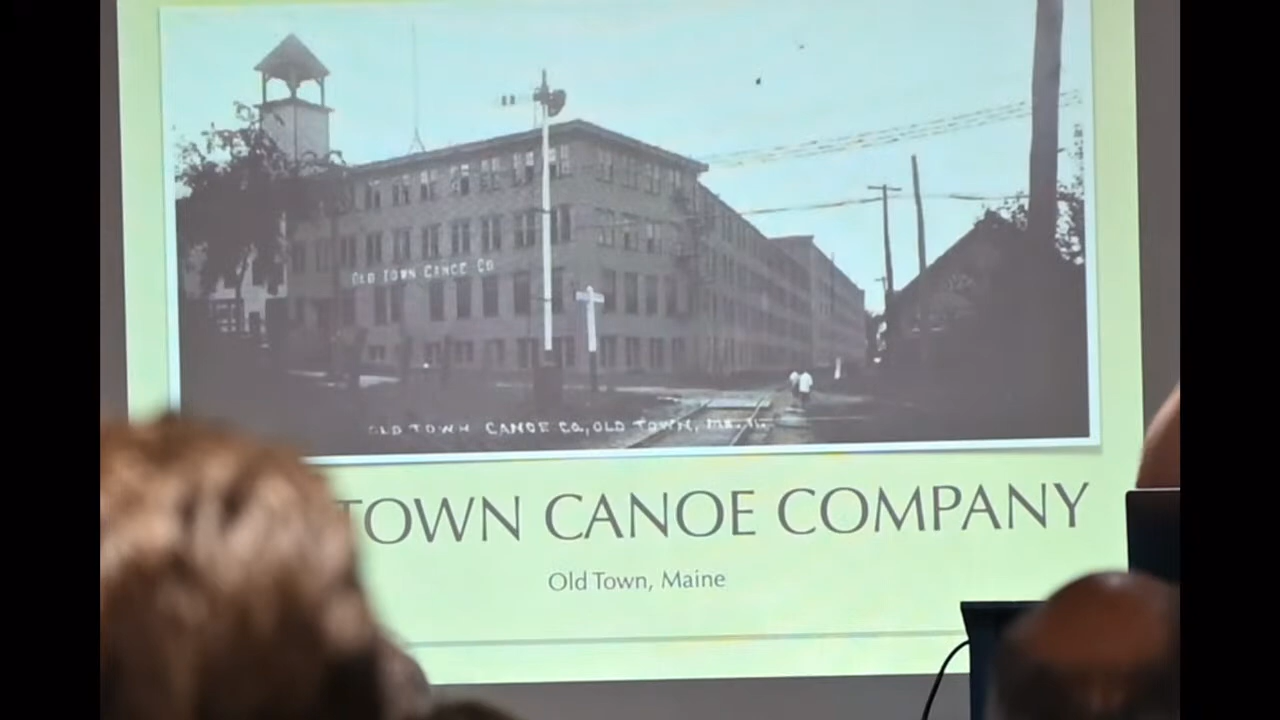 OLD TOWN CANOE CO
OLD TOWN CANOE CO., OLD TOWN, ME.
TOWN CANOE COMPANY
Old Town, Maine